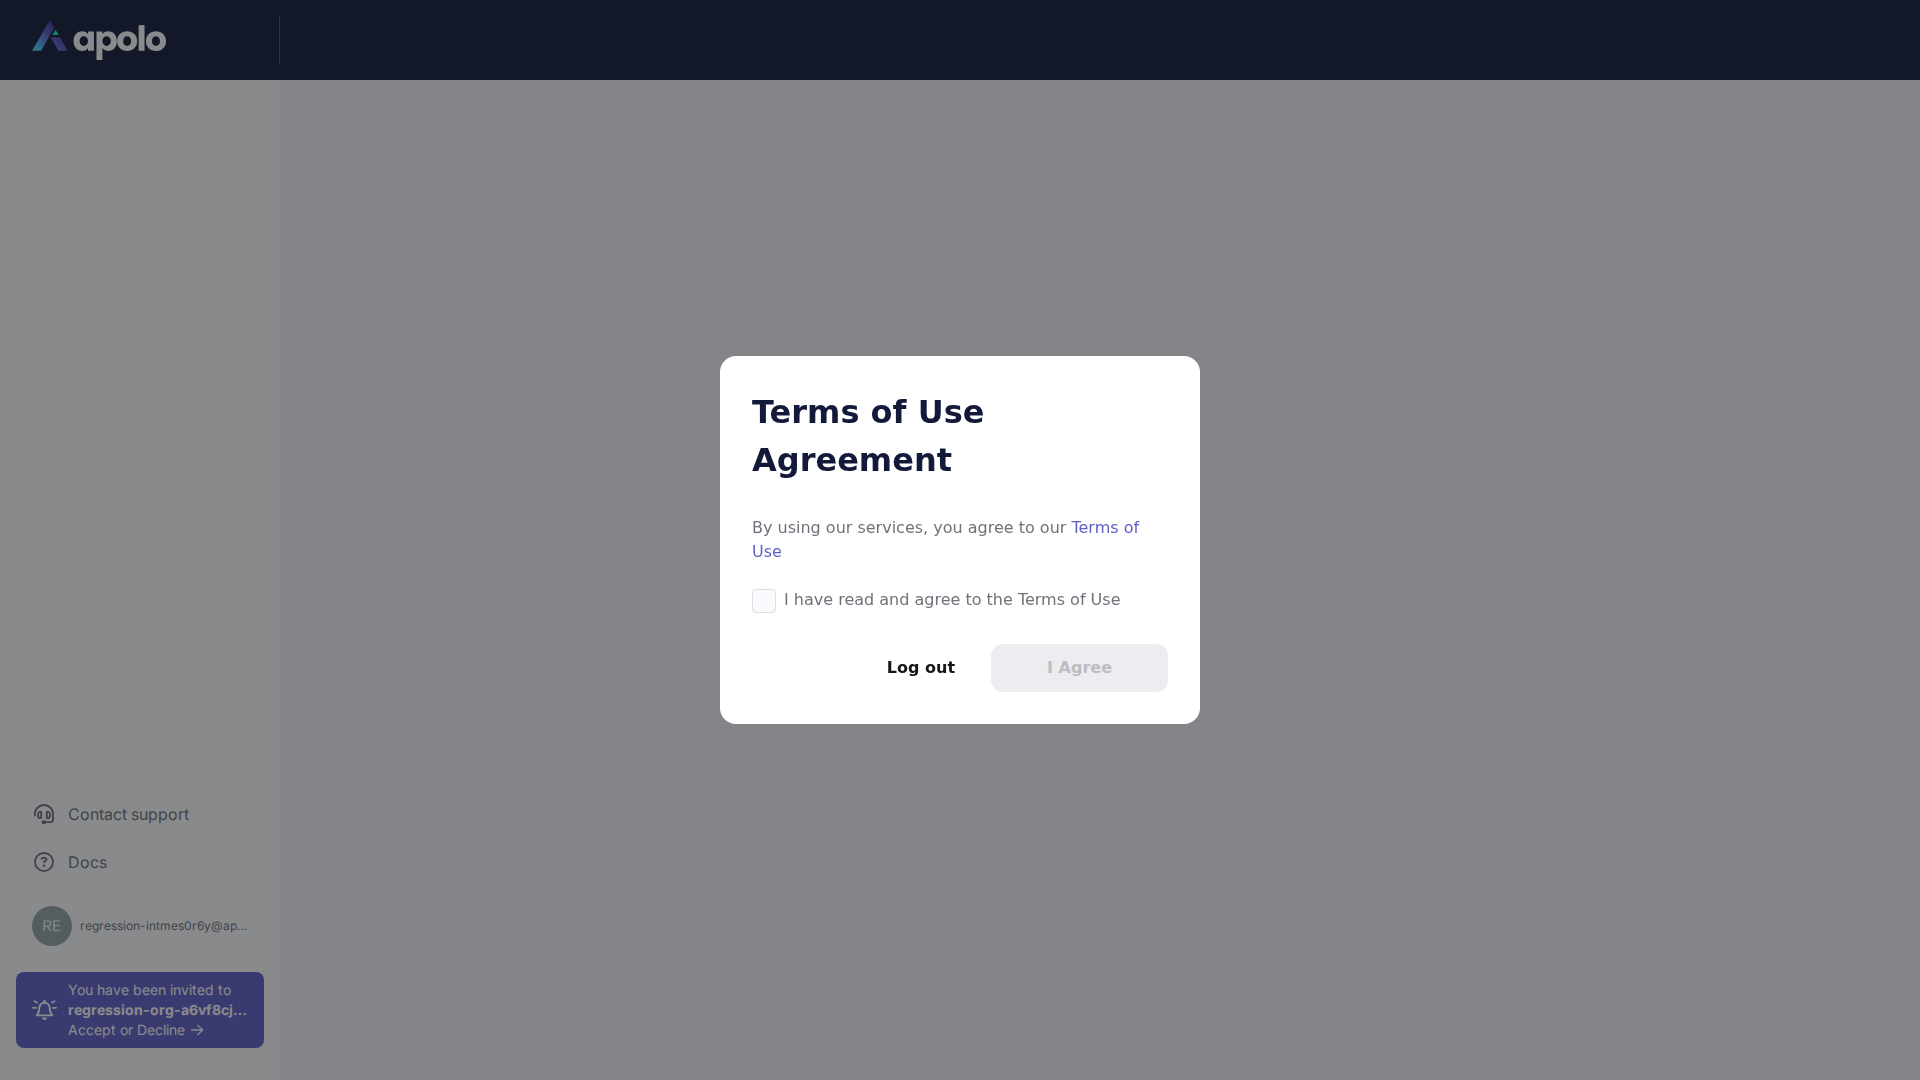 apolo
Terms of Use
Agreement
By using our services, you agree to our Terms of
Use
I have read and agree to the Terms of Use
Log out
I Agree
Contact support
Docs
RE
regression-intmes0r6y@ap...
You have been invited to
regression-org-a6vf8cj...
Accept or Decline →